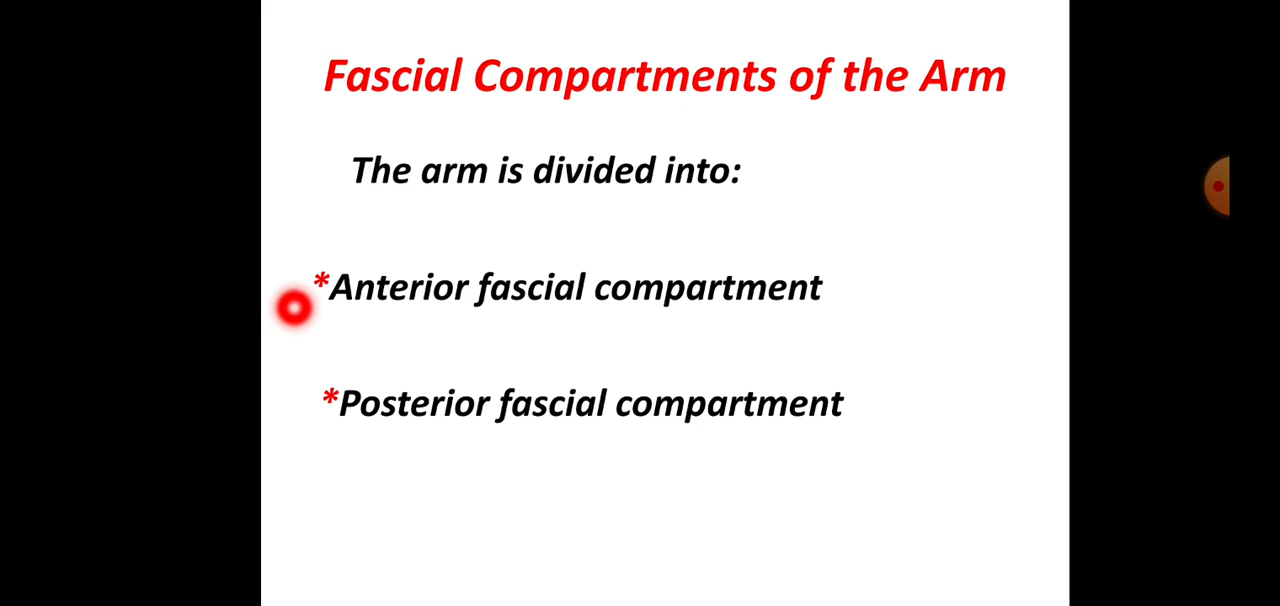 Fascial Compartments of the Arm
The arm is divided into:
*Anterior fascial compartment
*Posterior fascial compartment